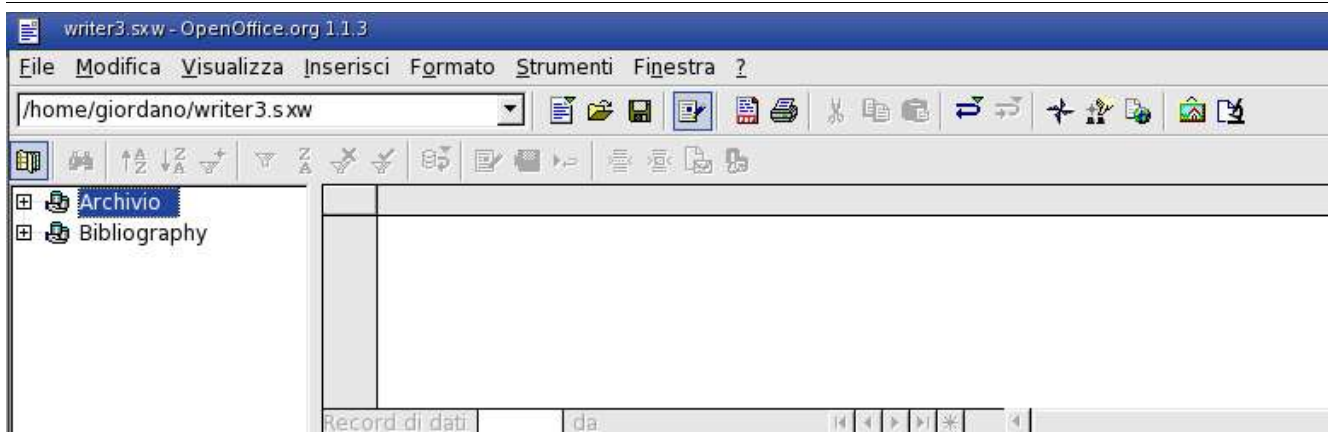 writer3.sxw - OpenOffice.org 1.1.3
File Modifica Visualizza Inserisci Formato Strumenti Finestra ?
/home/giordano/writer3.sxw
Archivio
Bibliography
Record di dati da